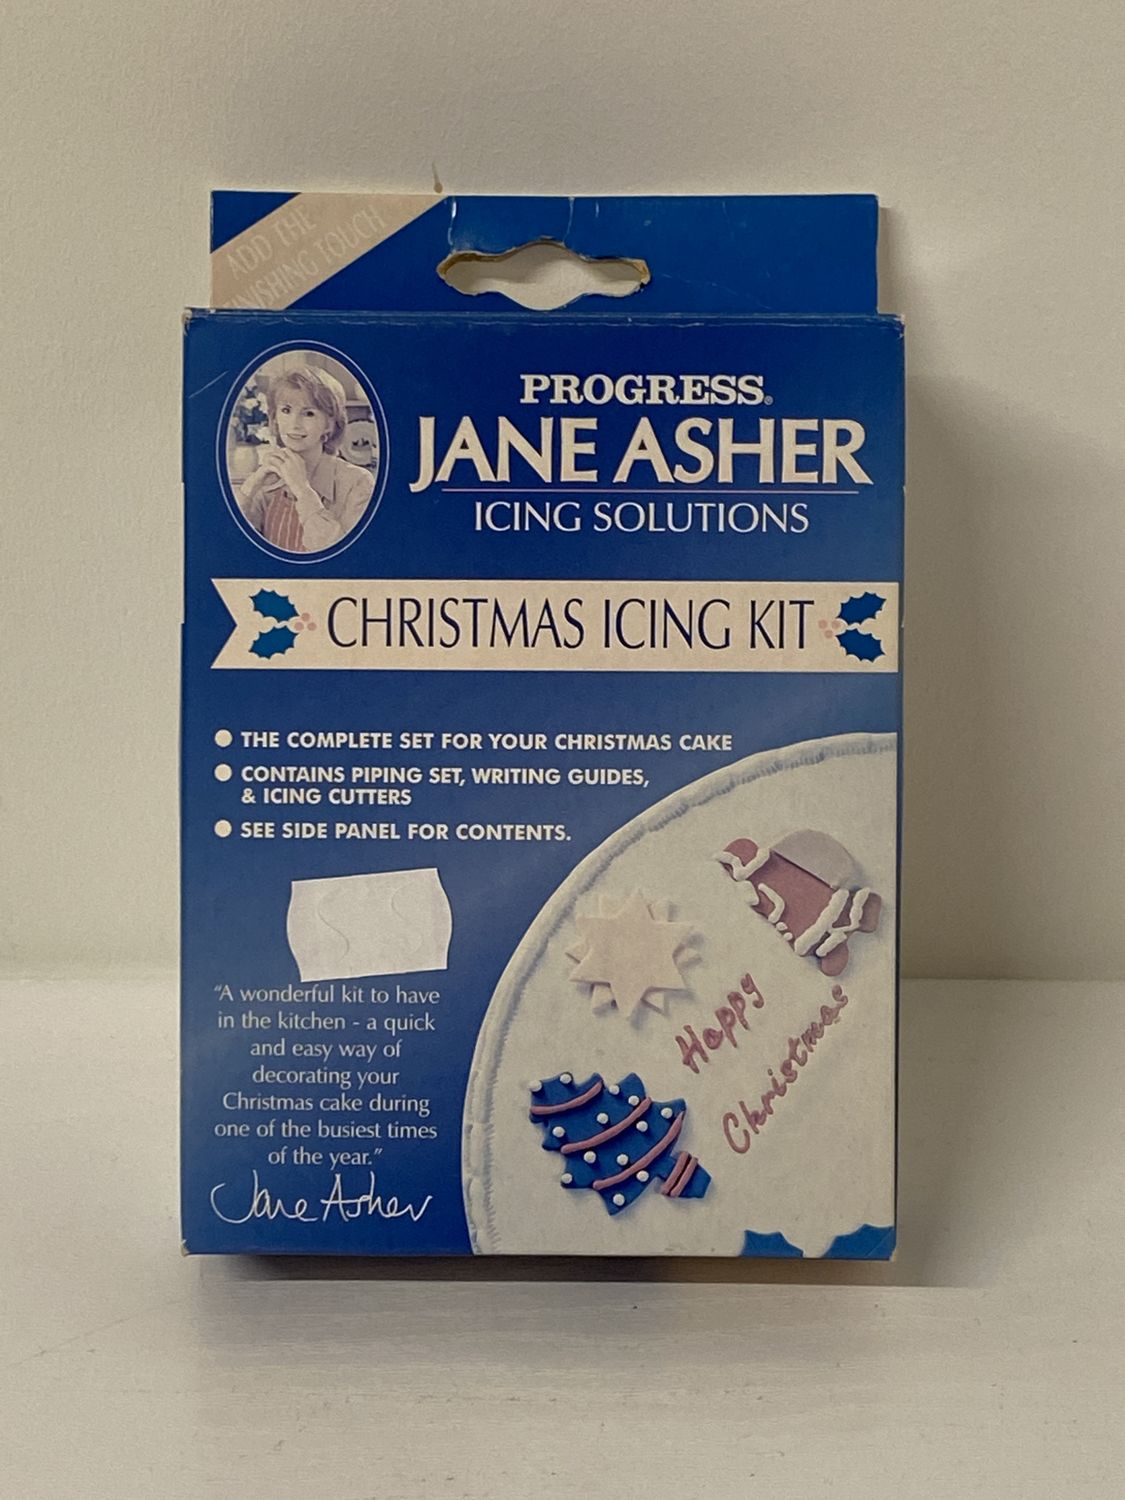 ADD THE
FINISHING TOUCH
PROGRESS®
JANE ASHER
ICING SOLUTIONS
CHRISTMAS ICING KIT
● THE COMPLETE SET FOR YOUR CHRISTMAS CAKE
● CONTAINS PIPING SET, WRITING GUIDES,
& ICING CUTTERS
● SEE SIDE PANEL FOR CONTENTS.
"A wonderful kit to have
in the kitchen - a quick
and easy way of
decorating your
Christmas cake during
one of the busiest times
of the year."
Jane Asher
Happy
Christmas